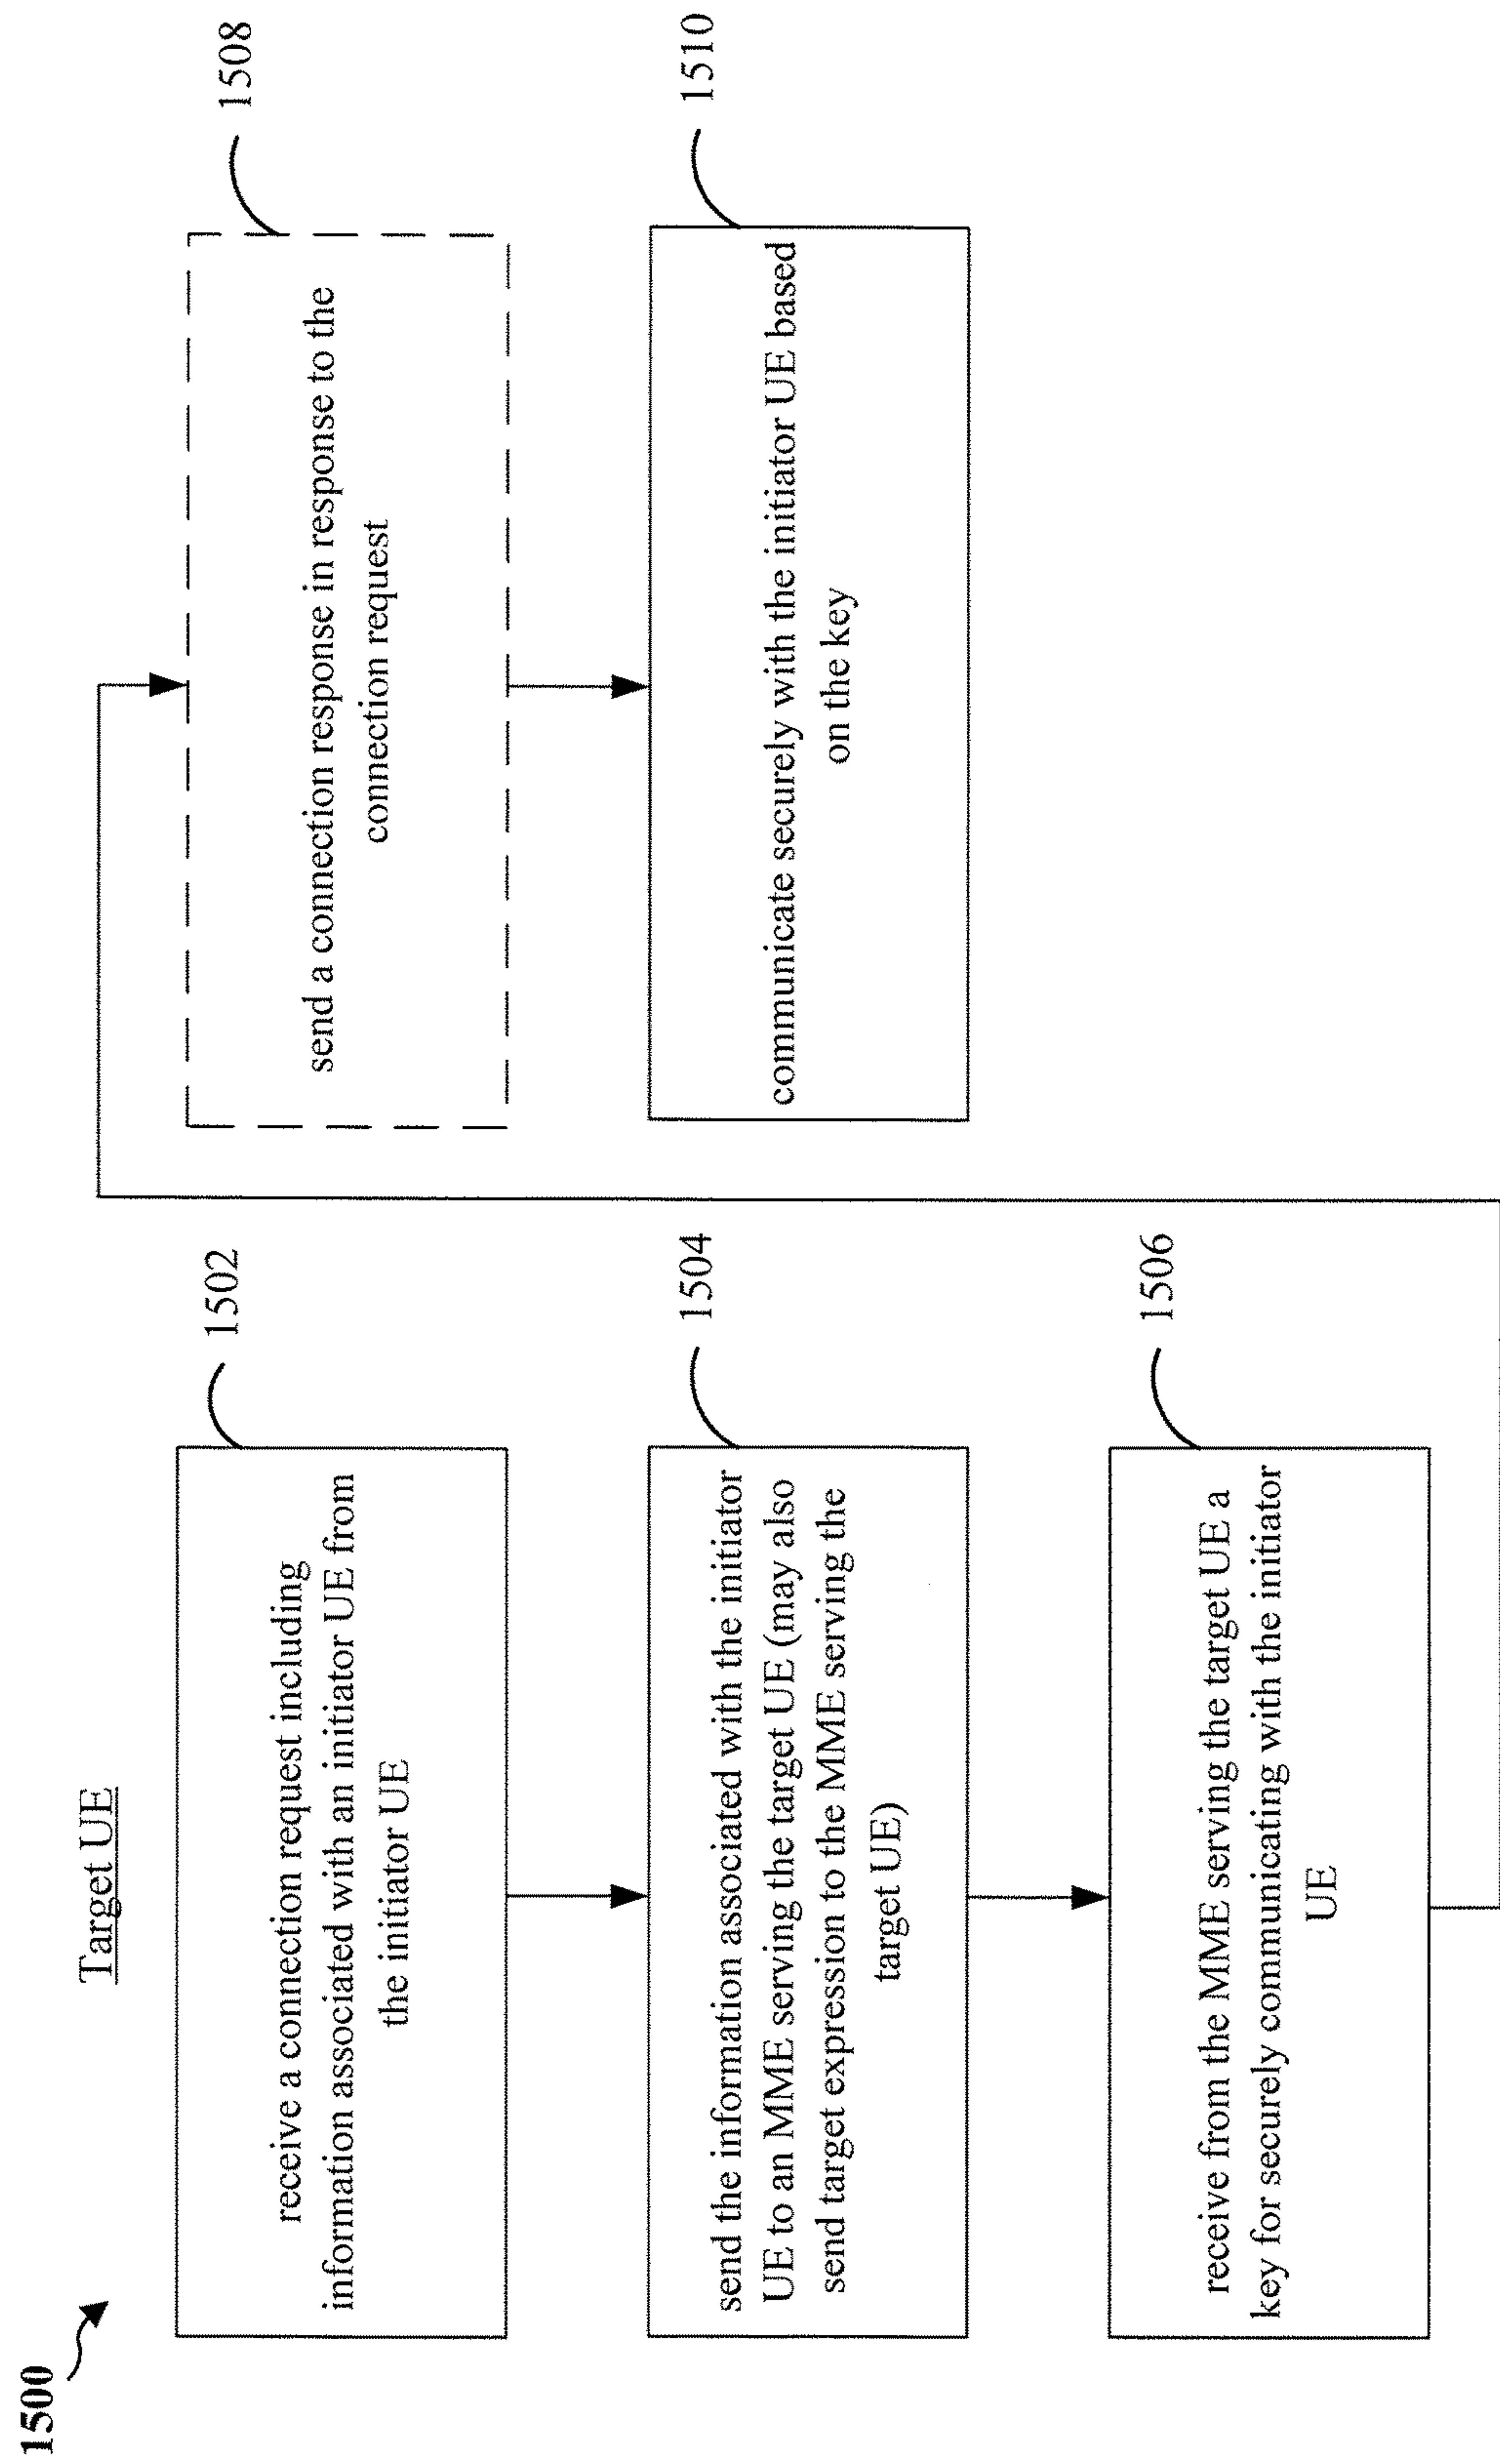 1500
Target UE
1502
receive a connection request including
information associated with an initiator UE from
the initiator UE
1504
send the information associated with the initiator
UE to an MME serving the target UE (may also
send target expression to the MME serving the
target UE)
1506
receive from the MME serving the target UE a
key for securely communicating with the initiator
UE
1508
send a connection response in response to the
connection request
1510
communicate securely with the initiator UE based
on the key